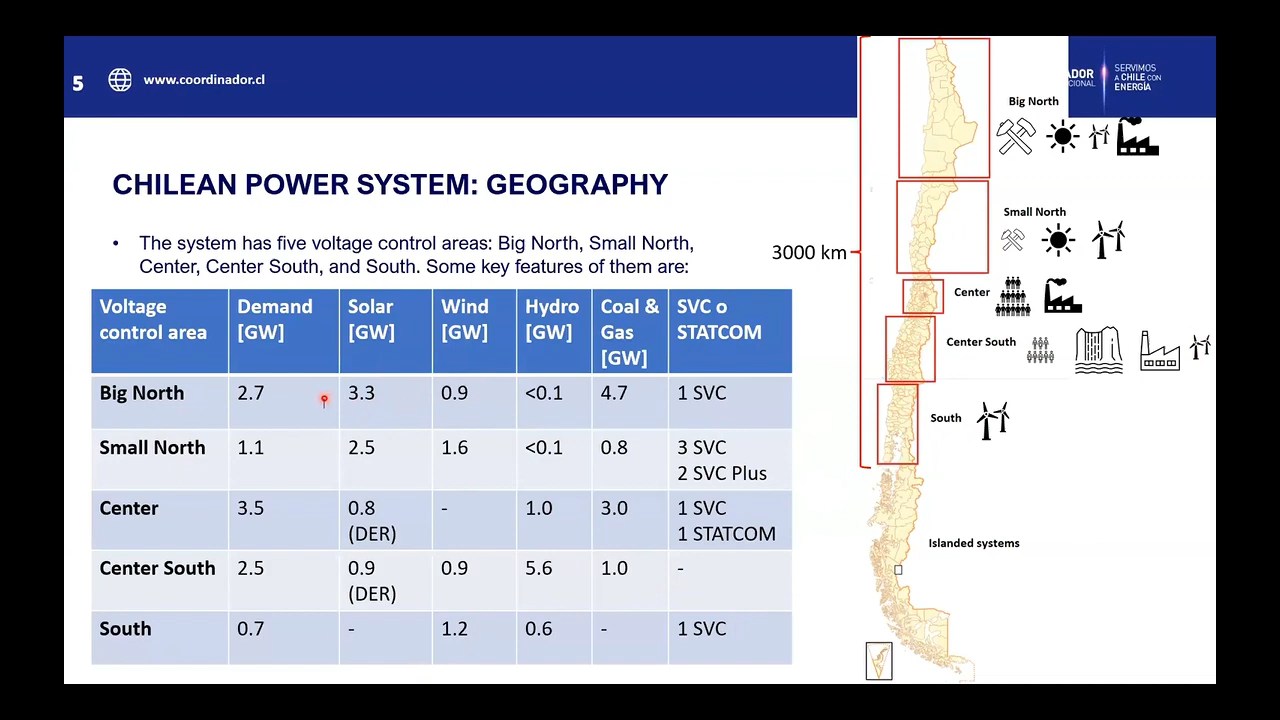 5
www.coordinador.cl
SERVIMOS
A CHILE CON
ENERGÍA
CHILEAN POWER SYSTEM: GEOGRAPHY
• The system has five voltage control areas: Big North, Small North,
Center, Center South, and South. Some key features of them are:
Voltage control area Demand [GW] Solar [GW] Wind [GW] Hydro [GW] Coal & Gas [GW] SVC o STATCOM
Big North 2.7 3.3 0.9 <0.1 4.7 1 SVC
Small North 1.1 2.5 1.6 <0.1 0.8 3 SVC 2 SVC Plus
Center 3.5 0.8 (DER) - 1.0 3.0 1 SVC 1 STATCOM
Center South 2.5 0.9 (DER) 0.9 5.6 1.0 -
South 0.7 - 1.2 0.6 - 1 SVC
3000 km
Big North
Small North
Center
Center South
South
Islanded systems